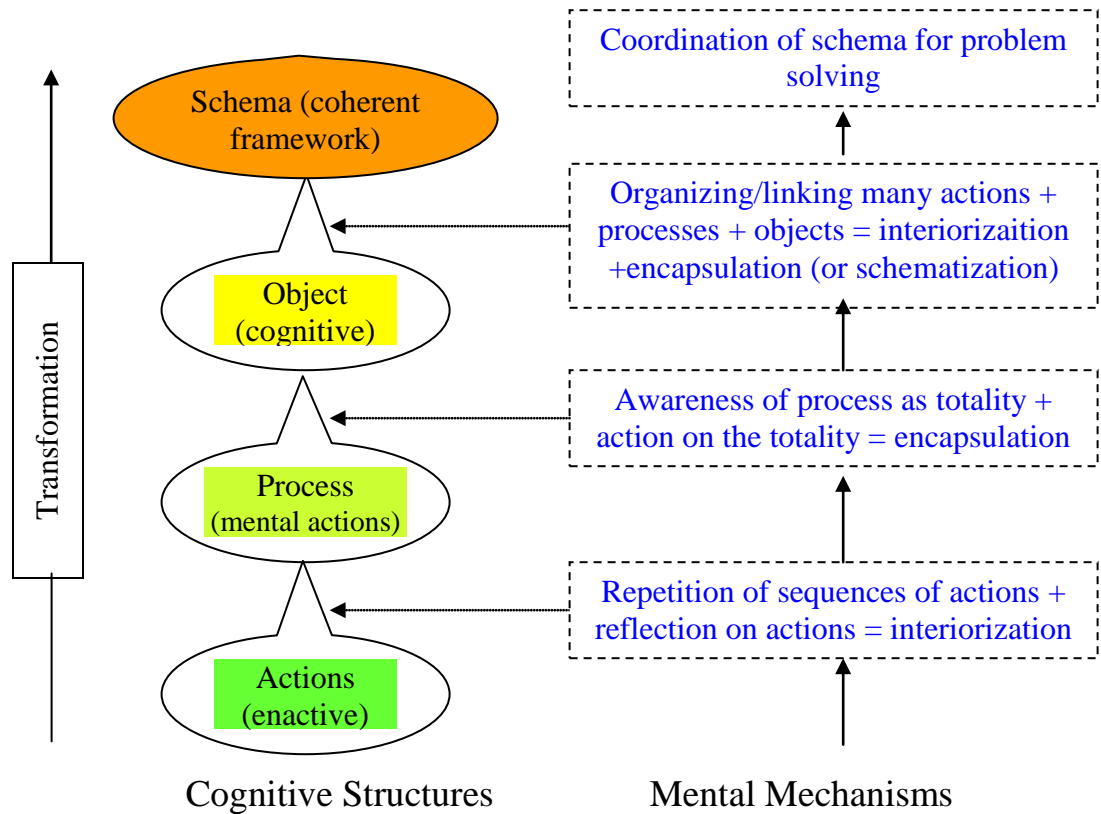 Coordination of schema for problem
solving
Schema (coherent
framework)
Organizing/linking many actions +
processes + objects = interiorizaition
+encapsulation (or schematization)
Object
(cognitive)
Transformation
Awareness of process as totality +
action on the totality = encapsulation
Process
(mental actions)
Repetition of sequences of actions +
reflection on actions = interiorization
Actions
(enactive)
Cognitive Structures
Mental Mechanisms